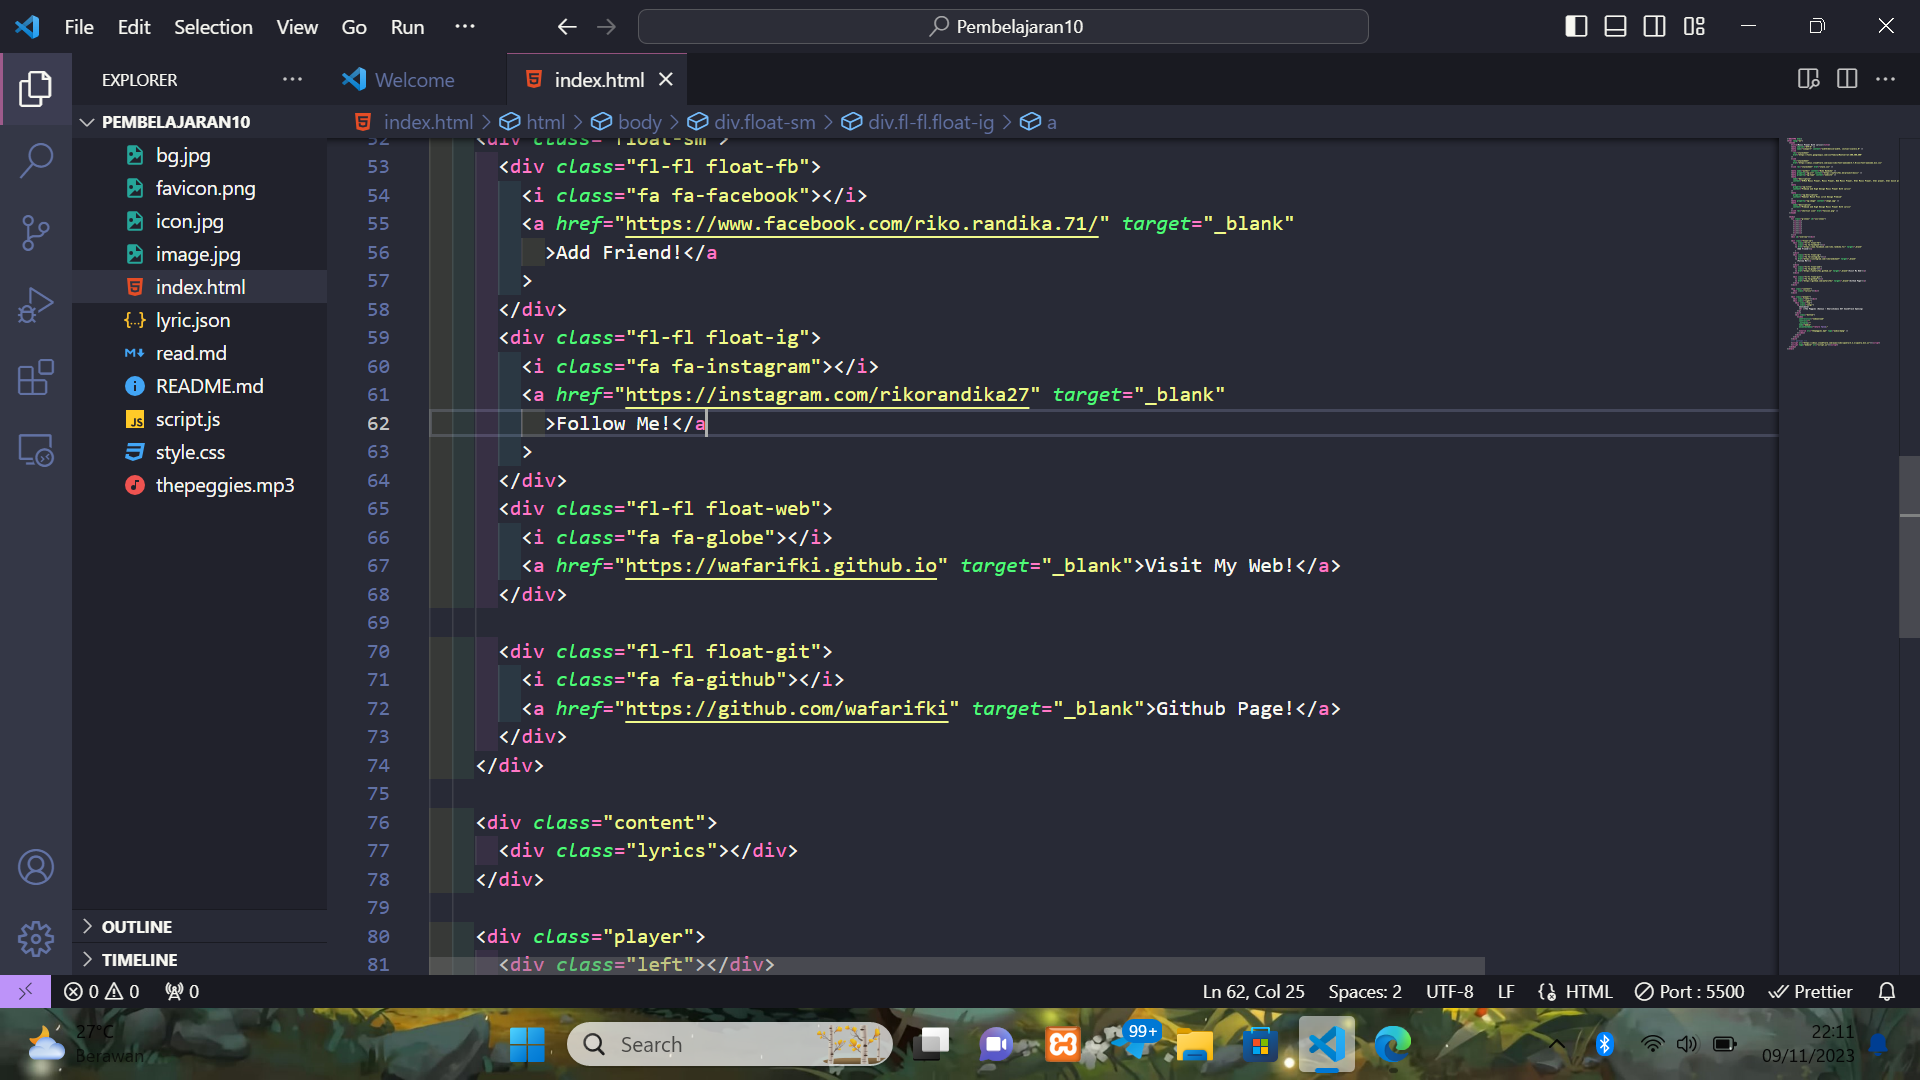 File Edit Selection View Go Run ···
Pembelajaran10
EXPLORER ···
Welcome
index.html
PEMBELAJARAN10
index.html > html > body > div.float-sm > div.fl-fl.float-ig > a
bg.jpg
favicon.png
icon.jpg
image.jpg
index.html
{..} lyric.json
M↓ read.md
README.md
JS script.js
style.css
thepeggies.mp3
OUTLINE
TIMELINE
52 <div class="float-sm">
53 <div class="fl-fl float-fb">
54 <i class="fa fa-facebook"></i>
55 <a href="https://www.facebook.com/riko.randika.71/" target="_blank"
56 >Add Friend!</a
57 >
58 </div>
59 <div class="fl-fl float-ig">
60 <i class="fa fa-instagram"></i>
61 <a href="https://instagram.com/rikorandika27" target="_blank"
62 >Follow Me!</a
63 >
64 </div>
65 <div class="fl-fl float-web">
66 <i class="fa fa-globe"></i>
67 <a href="https://wafarifki.github.io" target="_blank">Visit My Web!</a>
68 </div>
69
70 <div class="fl-fl float-git">
71 <i class="fa fa-github"></i>
72 <a href="https://github.com/wafarifki" target="_blank">Github Page!</a>
73 </div>
74 </div>
75
76 <div class="content">
77 <div class="lyrics"></div>
78 </div>
79
80 <div class="player">
81 <div class="left"></div>
0 0 0
Ln 62, Col 25 Spaces: 2 UTF-8 LF HTML Port : 5500 Prettier
27°C
Berawan
Search
99+
22:11
09/11/2023